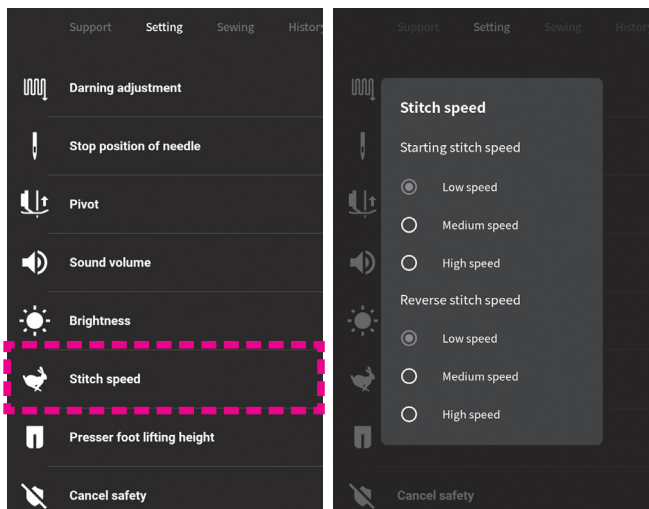 Support Setting Sewing History
Darning adjustment
Stop position of needle
Pivot
Sound volume
Brightness
Stitch speed
Presser foot lifting height
Cancel safety
Support Setting Sewing Histor
Stitch speed
Starting stitch speed
Low speed
Medium speed
High speed
Reverse stitch speed
Low speed
Medium speed
High speed
Cancel safety